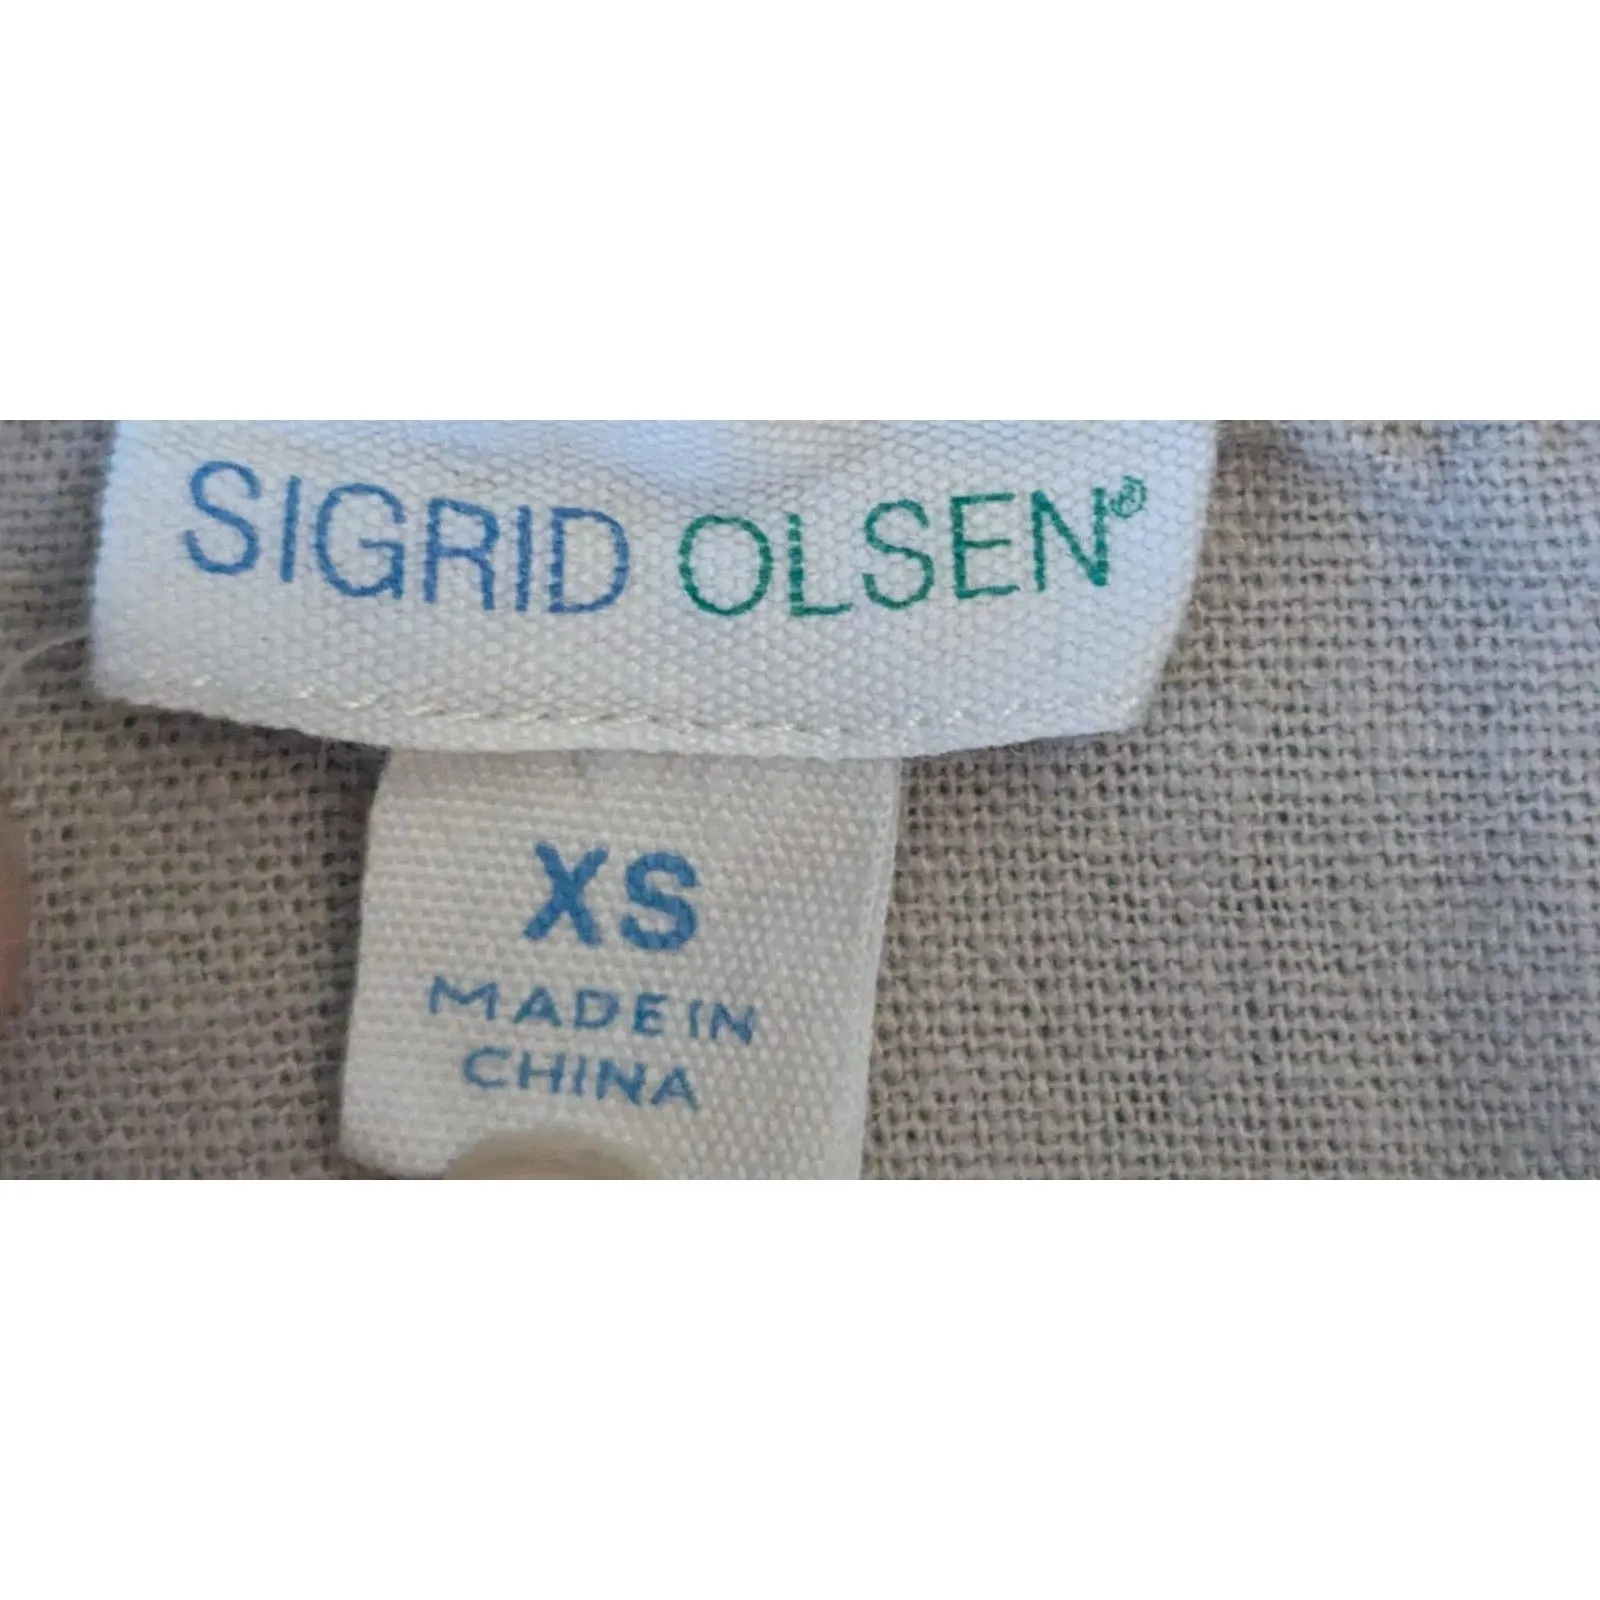 SIGRID OLSEN®
XS
MADE IN
CHINA